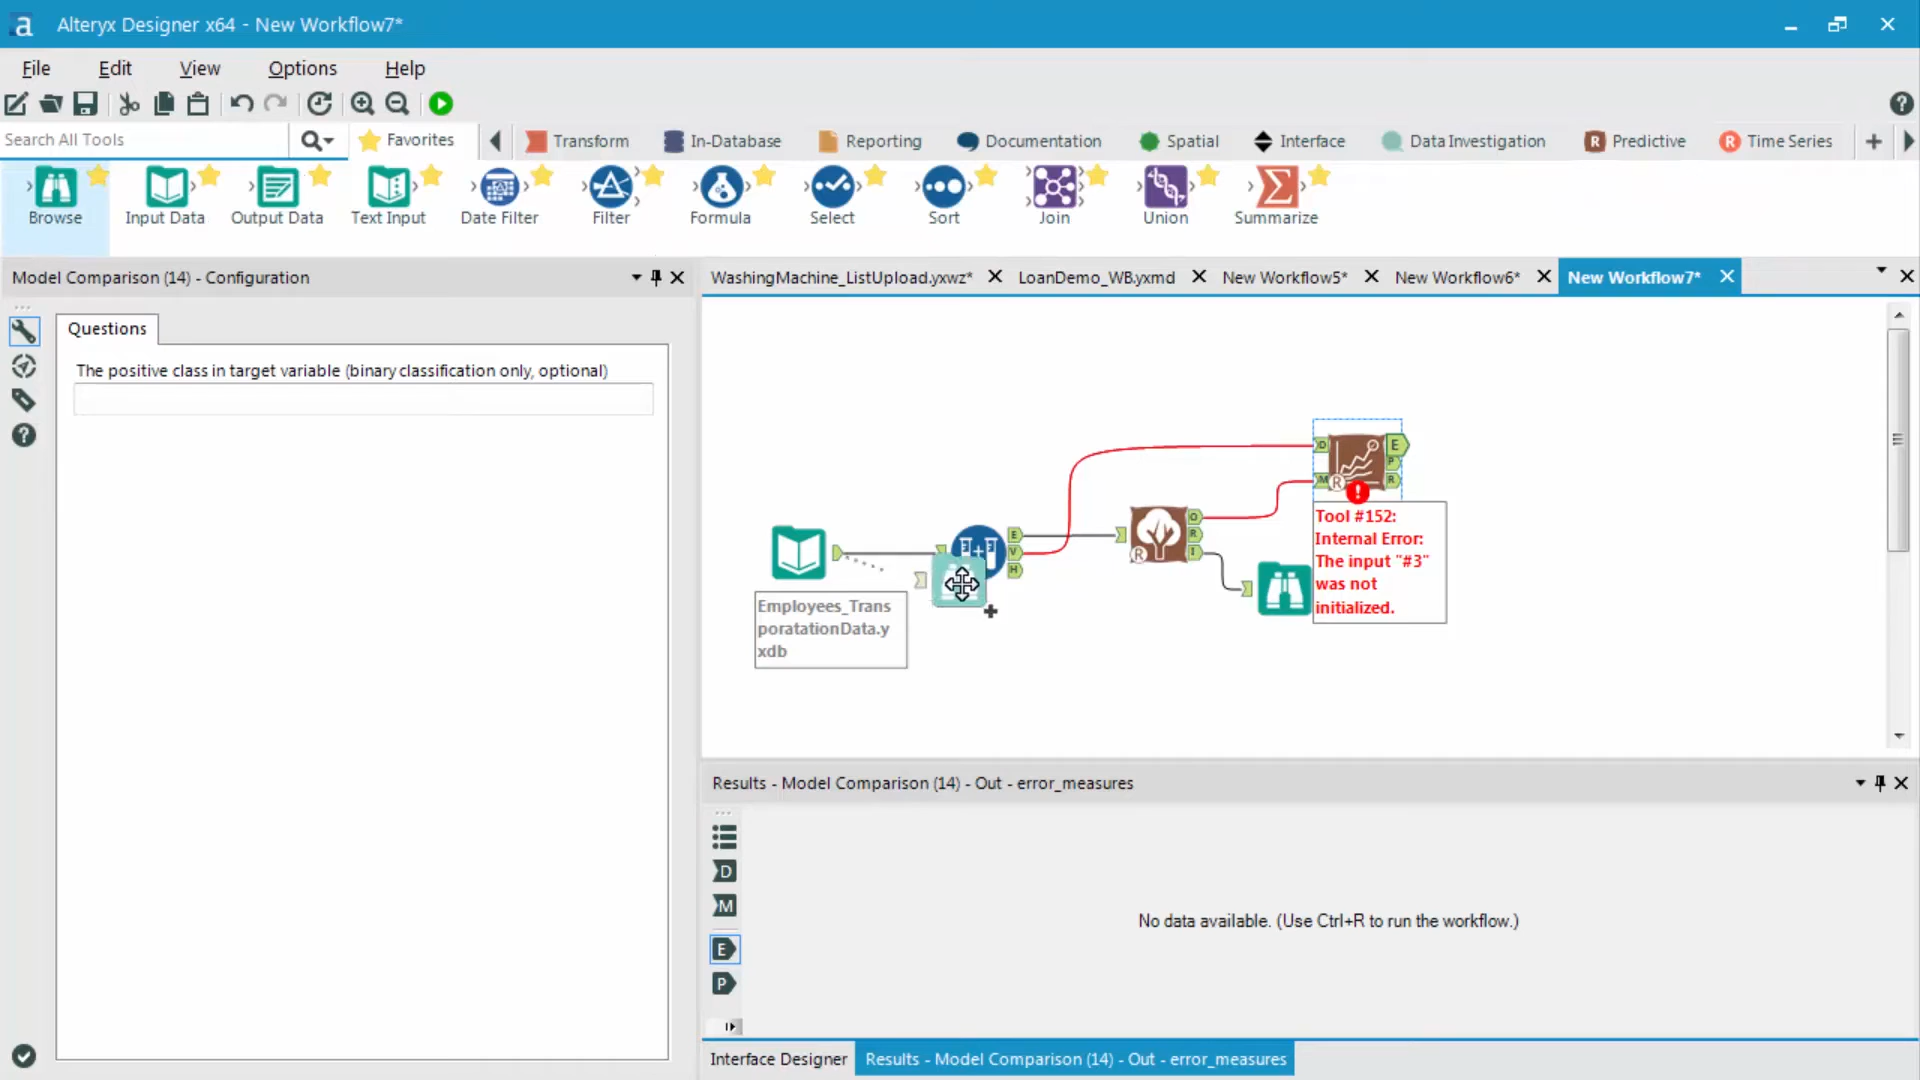 a Alteryx Designer x64 - New Workflow7*
File Edit View Options Help
Search All Tools Favorites Transform In-Database Reporting Documentation Spatial Interface Data Investigation R Predictive R Time Series
Browse Input Data Output Data Text Input Date Filter Filter Formula Select Sort Join Union Summarize
Model Comparison (14) - Configuration
WashingMachine_ListUpload.yxwz* LoanDemo_WB.yxmd New Workflow5* New Workflow6* New Workflow7*
Questions
The positive class in target variable (binary classification only, optional)
D E
P
M R R
E
V
H
O
R
I
R
Employees_Trans
poratationData.y
xdb
Tool #152:
Internal Error:
The input "#3"
was not
initialized.
Results - Model Comparison (14) - Out - error_measures
D
M
E
P
No data available. (Use Ctrl+R to run the workflow.)
Interface Designer Results - Model Comparison (14) - Out - error_measures